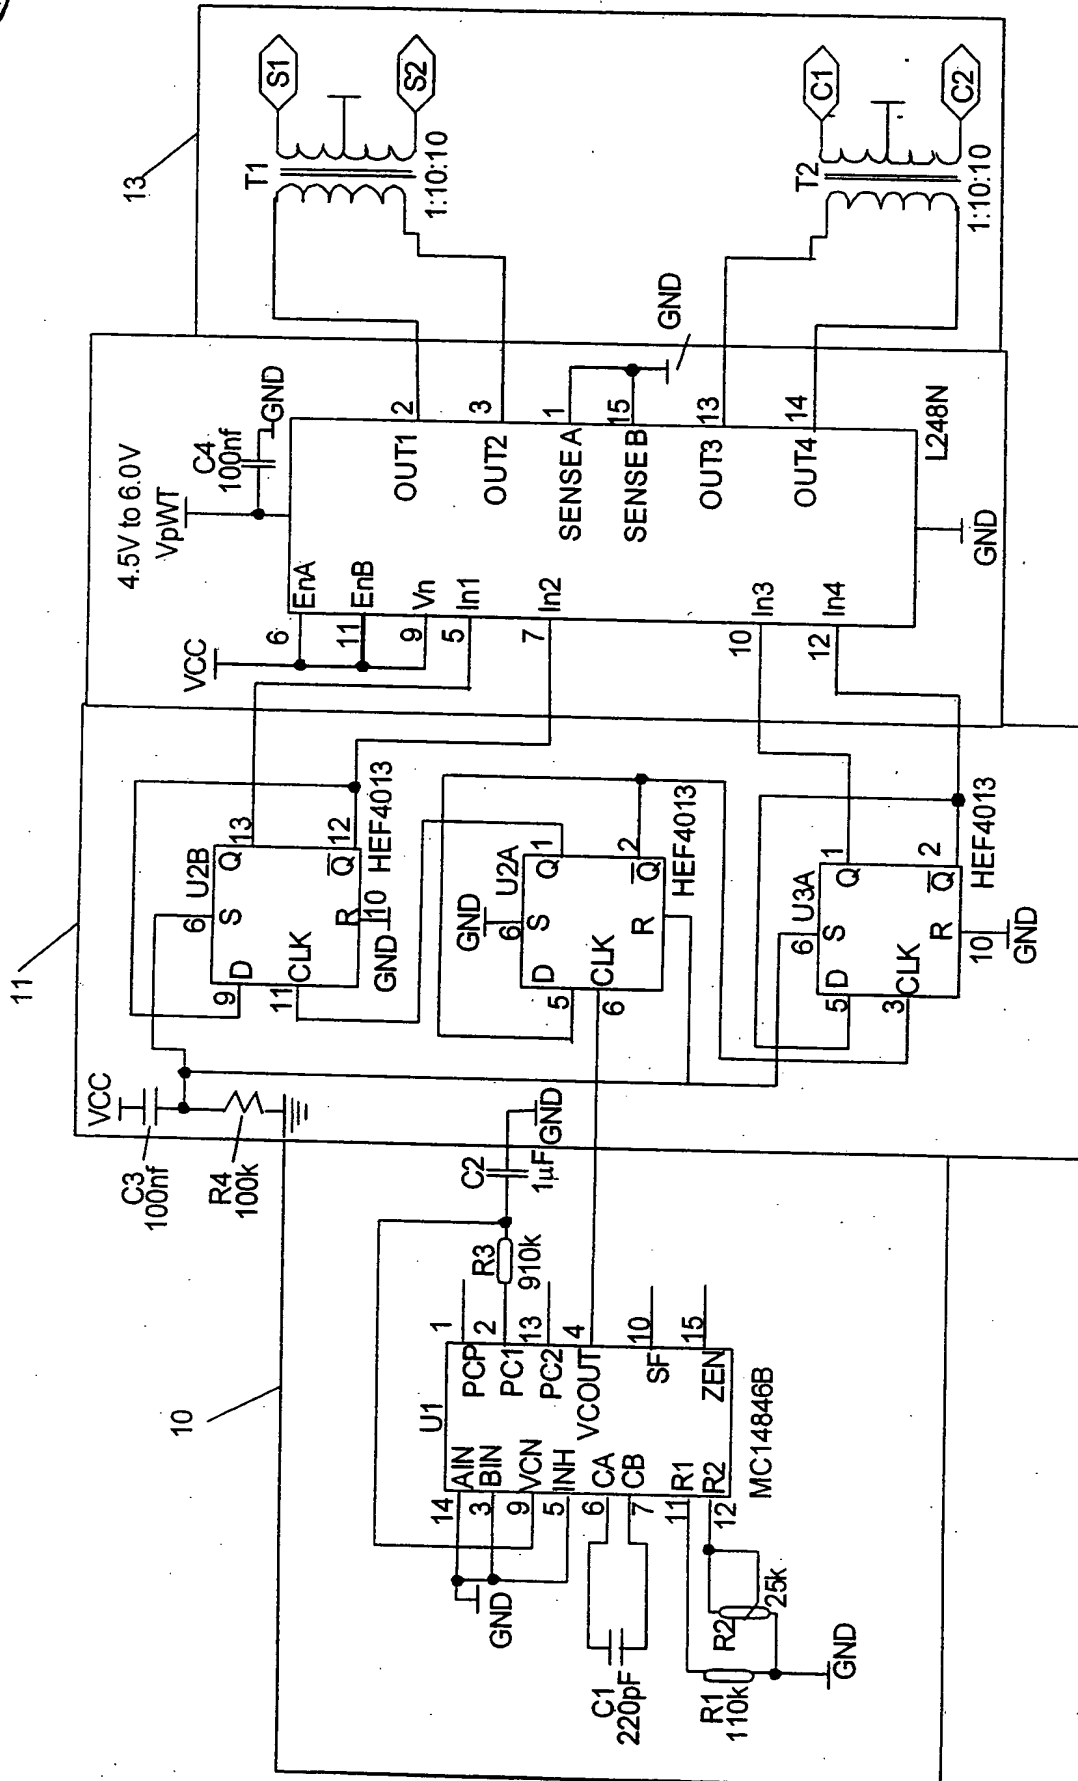 13
S1
S2
T1
1:10:10
C1
C2
T2
1:10:10
4.5V to 6.0V
VpWT
C4
100nf
GND
VCC
6
EnA
11
EnB
9
Vn
5
In1
7
In2
10
In3
12
In4
OUT1
2
OUT2
3
SENSE A
1
SENSE B
15
GND
OUT3
13
OUT4
14
L248N
GND
11
VCC
C3
100nf
R4
100k
U2B
6
S
9
D
11
CLK
Q
13
Q
12
R
10
GND
HEF4013
U2A
GND
6
S
5
D
6
CLK
Q
1
Q
2
R
HEF4013
U3A
6
S
5
D
3
CLK
Q
1
Q
2
R
10
GND
HEF4013
10
U1
14
AIN
3
BIN
9
VCN
5
INH
6
CA
7
CB
11
R1
12
R2
PCP
1
PC1
2
PC2
13
VCOUT
4
SF
10
ZEN
15
MC14846B
R3
910k
C2
1μF
GND
GND
C1
220pF
R1
110k
R2
25k
GND